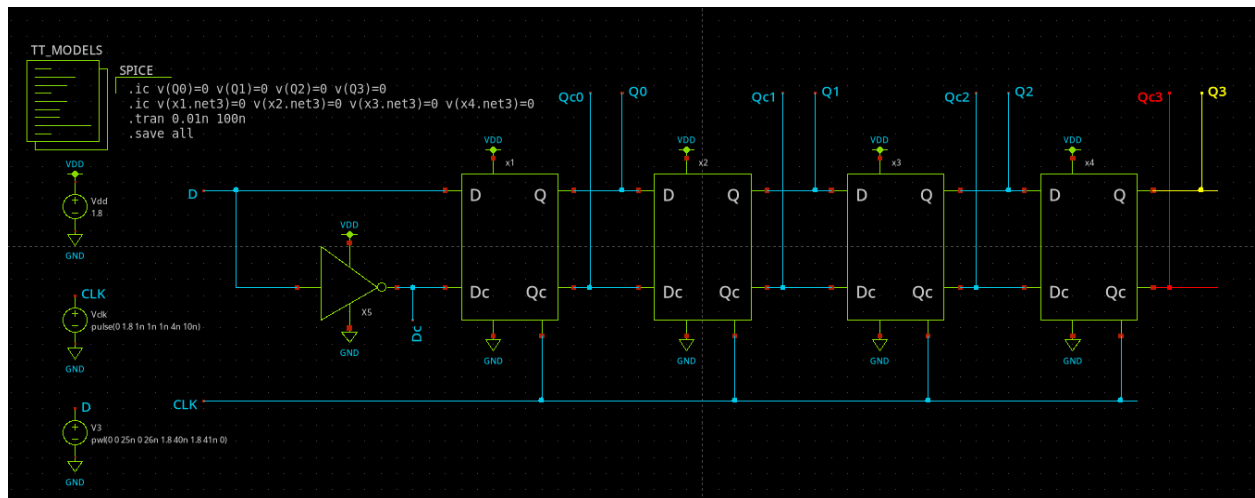 TT_MODELS
SPICE
.ic v(Q0)=0 v(Q1)=0 v(Q2)=0 v(Q3)=0
.ic v(x1.net3)=0 v(x2.net3)=0 v(x3.net3)=0 v(x4.net3)=0
.tran 0.01n 100n
.save all
Qc0 Q0 Qc1 Q1 Qc2 Q2 Qc3 Q3
VDD VDD VDD VDD
x1 x2 x3 x4
VDD
Vdd
1.8
GND
D
D Q D Q D Q D Q
VDD
X5
GND
Dc
Dc Qc Dc Qc Dc Qc Dc Qc
GND GND GND GND
CLK
Vclk
pulse(0 1.8 1n 1n 1n 4n 10n)
GND
CLK
D
V3
pwl(0 0 25n 0 26n 1.8 40n 1.8 41n 0)
GND